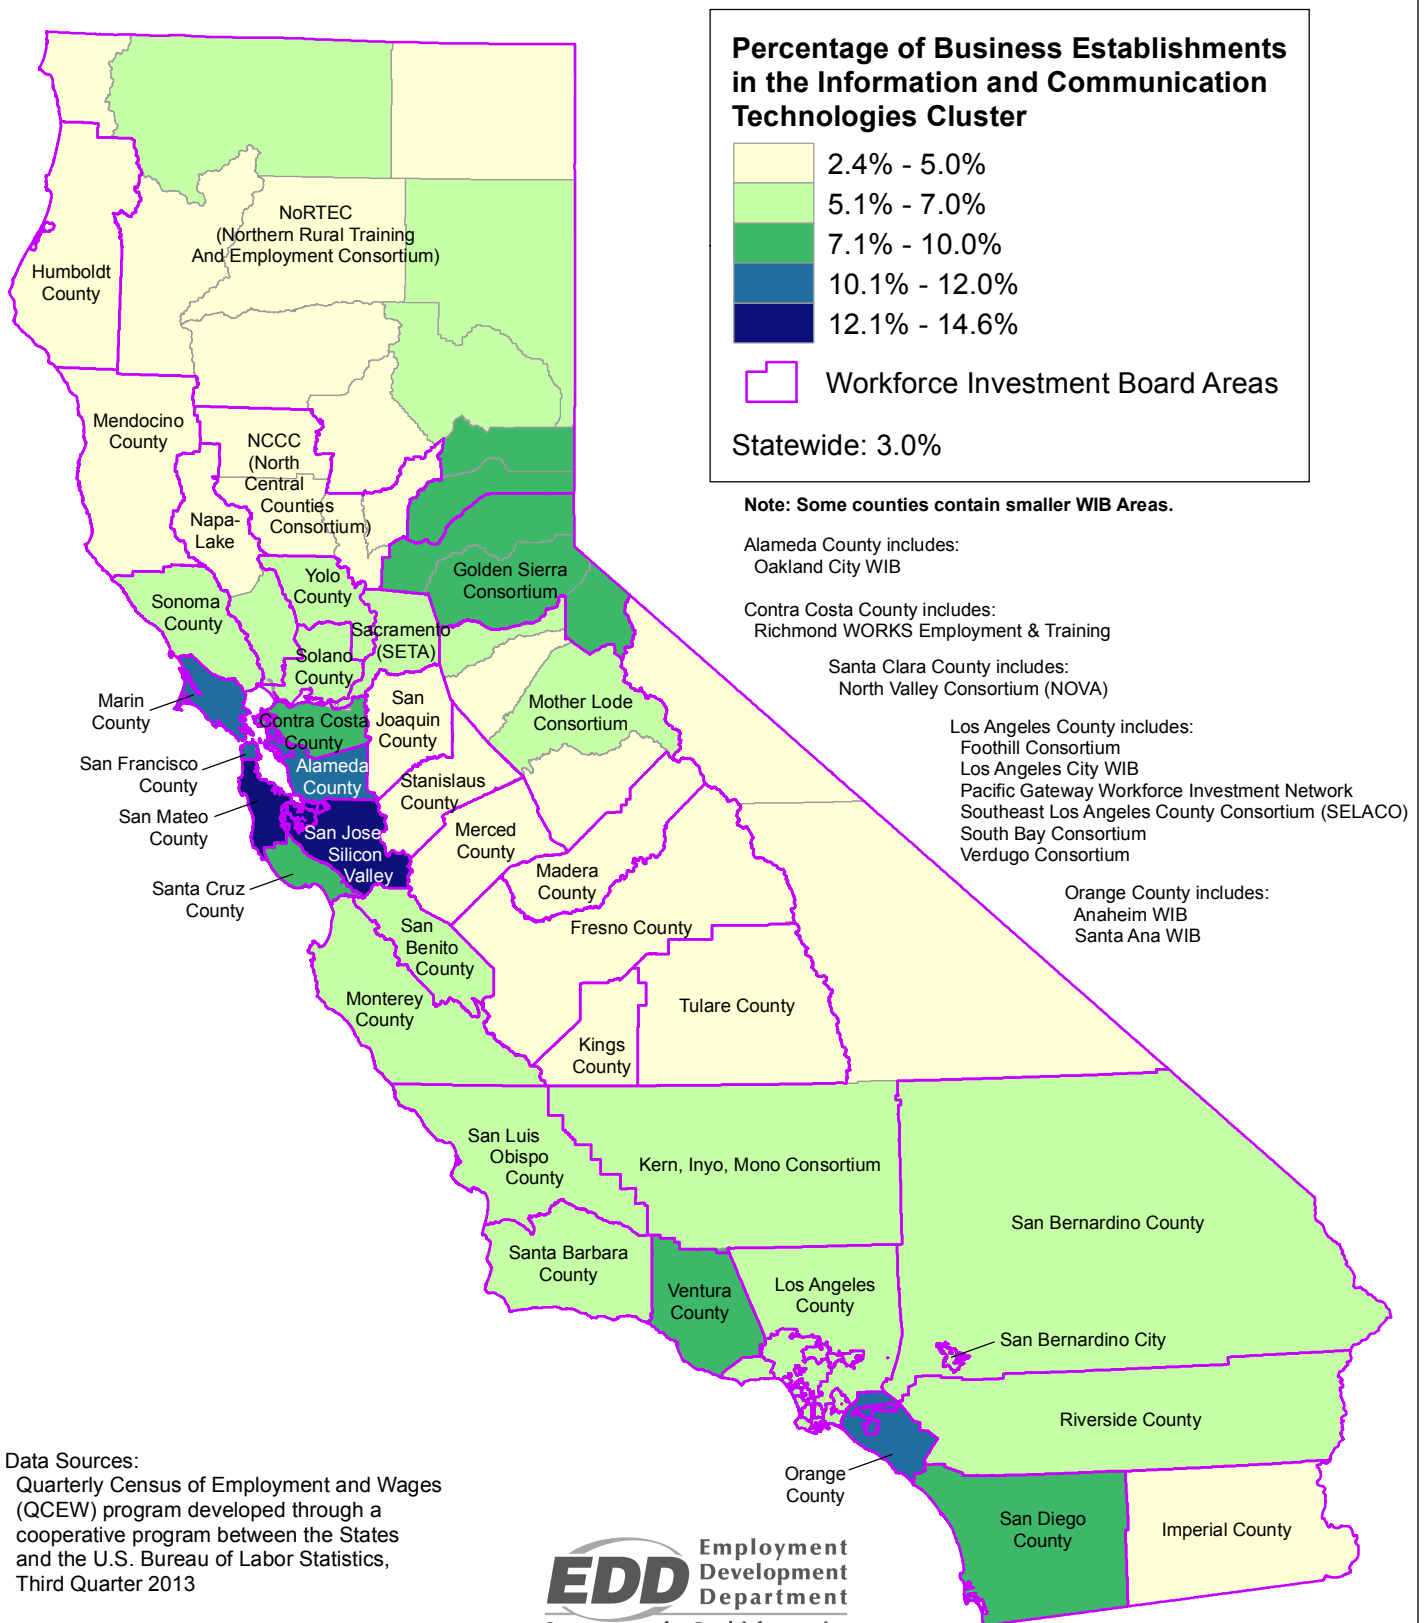 Percentage of Business Establishments
in the Information and Communication
Technologies Cluster
2.4% - 5.0%
5.1% - 7.0%
7.1% - 10.0%
10.1% - 12.0%
12.1% - 14.6%
Workforce Investment Board Areas
Statewide: 3.0%
Note: Some counties contain smaller WIB Areas.
Alameda County includes:
Oakland City WIB
Contra Costa County includes:
Richmond WORKS Employment & Training
Santa Clara County includes:
North Valley Consortium (NOVA)
Los Angeles County includes:
Foothill Consortium
Los Angeles City WIB
Pacific Gateway Workforce Investment Network
Southeast Los Angeles County Consortium (SELACO)
South Bay Consortium
Verdugo Consortium
Orange County includes:
Anaheim WIB
Santa Ana WIB
NoRTEC
(Northern Rural Training
And Employment Consortium)
Humboldt
County
Mendocino
County
NCCC
(North
Central
Counties
Consortium)
Napa-
Lake
Golden Sierra
Consortium
Yolo
County
Sonoma
County
Sacramento
(SETA)
Solano
County
Marin
County
San
Joaquin
County
Mother Lode
Consortium
Contra Costa
County
San Francisco
County
Alameda
County
Stanislaus
County
San Mateo
County
San Jose
Silicon
Valley
Merced
County
Santa Cruz
County
Madera
County
San
Benito
County
Fresno County
Monterey
County
Tulare County
Kings
County
San Luis
Obispo
County
Kern, Inyo, Mono Consortium
San Bernardino County
Santa Barbara
County
Ventura
County
Los Angeles
County
San Bernardino City
Riverside County
Orange
County
San Diego
County
Imperial County
Data Sources:
Quarterly Census of Employment and Wages
(QCEW) program developed through a
cooperative program between the States
and the U.S. Bureau of Labor Statistics,
Third Quarter 2013
EDD
Employment
Development
Department